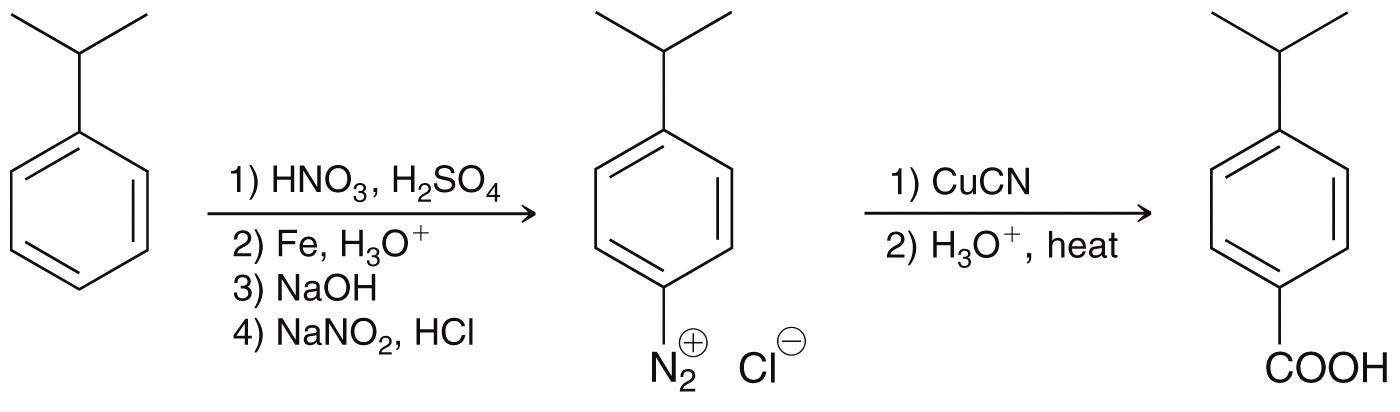 1) HNO₃, H₂SO₄
2) Fe, H₃O⁺
3) NaOH
4) NaNO₂, HCl
N₂⊕ Cl⊖
1) CuCN
2) H₃O⁺, heat
COOH